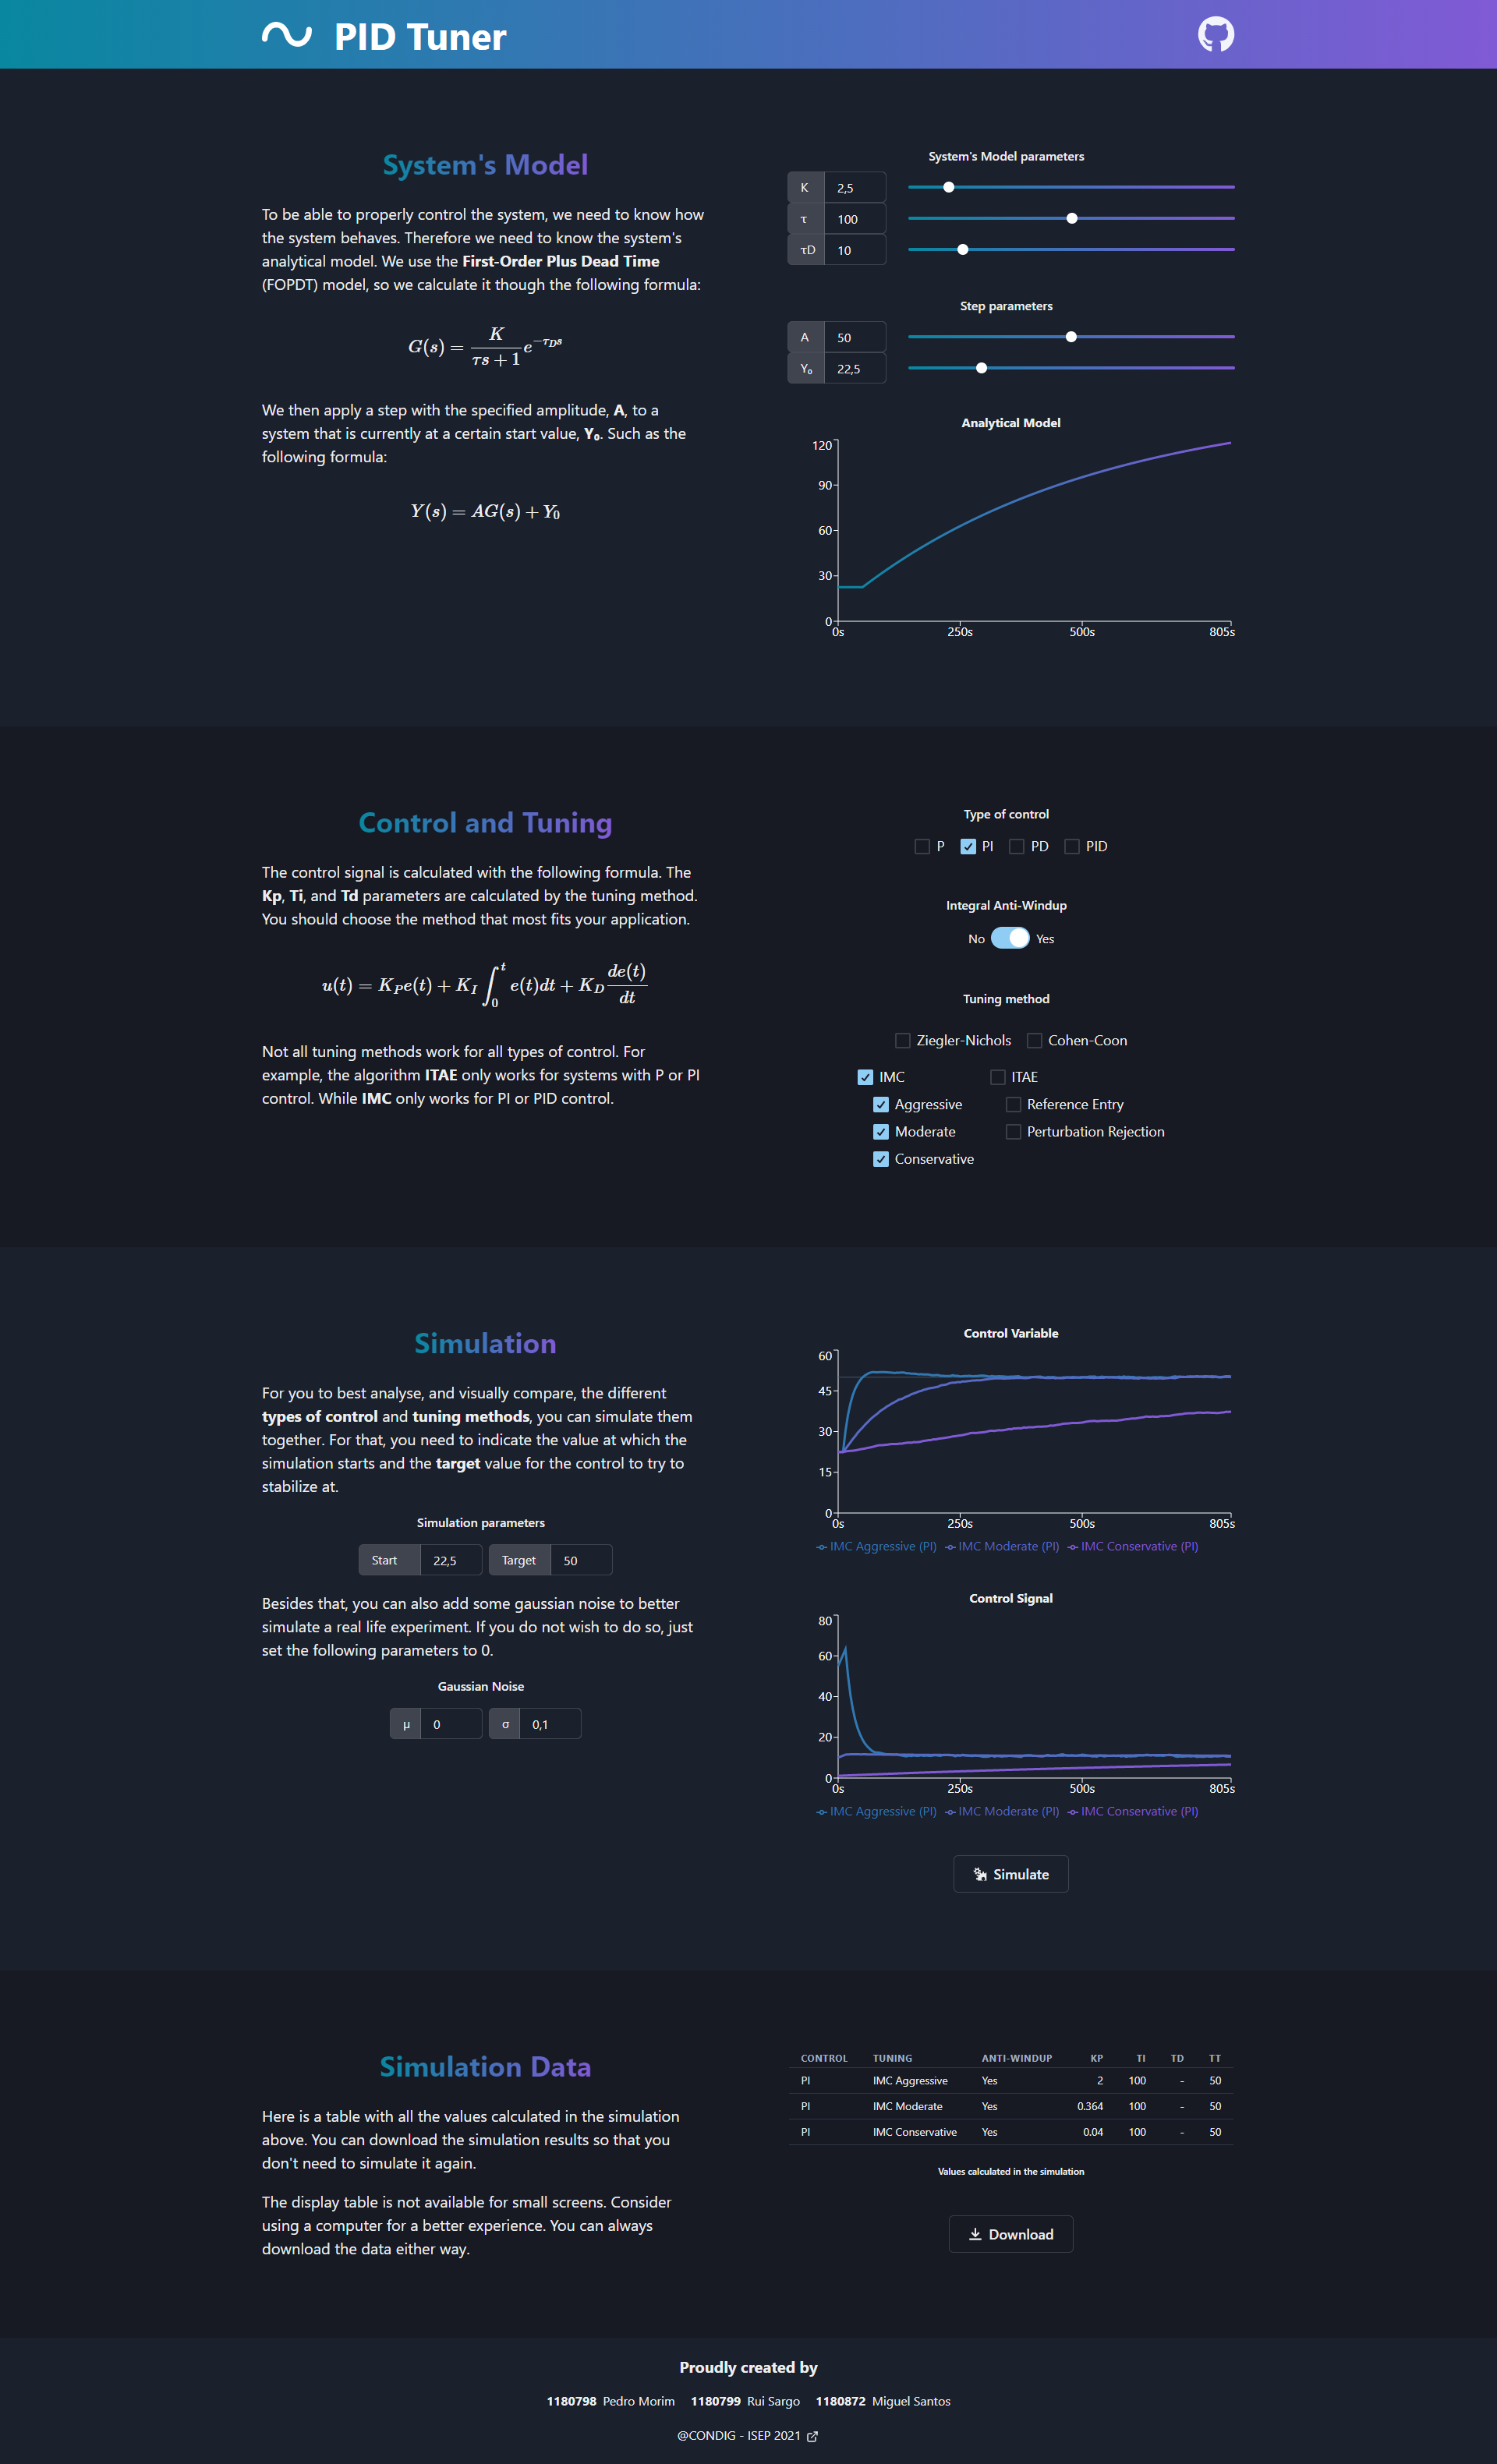 PID Tuner
System's Model
To be able to properly control the system, we need to know how
the system behaves. Therefore we need to know the system's
analytical model. We use the First-Order Plus Dead Time
(FOPDT) model, so we calculate it though the following formula:
G(s) = K / (τs + 1) e^{−τ_D s}
We then apply a step with the specified amplitude, A, to a
system that is currently at a certain start value, Y₀. Such as the
following formula:
Y(s) = AG(s) + Y₀
System's Model parameters
K 2,5
τ 100
τD 10
Step parameters
A 50
Y₀ 22,5
Analytical Model
120
90
60
30
0
0s 250s 500s 805s
Control and Tuning
The control signal is calculated with the following formula. The
Kp, Ti, and Td parameters are calculated by the tuning method.
You should choose the method that most fits your application.
u(t) = K_P e(t) + K_I ∫₀ᵗ e(t)dt + K_D de(t)/dt
Not all tuning methods work for all types of control. For
example, the algorithm ITAE only works for systems with P or PI
control. While IMC only works for PI or PID control.
Type of control
P PI PD PID
Integral Anti-Windup
No Yes
Tuning method
Ziegler-Nichols Cohen-Coon
IMC ITAE
Aggressive Reference Entry
Moderate Perturbation Rejection
Conservative
Simulation
For you to best analyse, and visually compare, the different
types of control and tuning methods, you can simulate them
together. For that, you need to indicate the value at which the
simulation starts and the target value for the control to try to
stabilize at.
Simulation parameters
Start 22,5 Target 50
Besides that, you can also add some gaussian noise to better
simulate a real life experiment. If you do not wish to do so, just
set the following parameters to 0.
Gaussian Noise
μ 0 σ 0,1
Control Variable
60
45
30
15
0
0s 250s 500s 805s
IMC Aggressive (PI) IMC Moderate (PI) IMC Conservative (PI)
Control Signal
80
60
40
20
0
0s 250s 500s 805s
IMC Aggressive (PI) IMC Moderate (PI) IMC Conservative (PI)
Simulate
Simulation Data
Here is a table with all the values calculated in the simulation
above. You can download the simulation results so that you
don't need to simulate it again.
The display table is not available for small screens. Consider
using a computer for a better experience. You can always
download the data either way.
CONTROL TUNING ANTI-WINDUP KP TI TD TT
PI IMC Aggressive Yes 2 100 - 50
PI IMC Moderate Yes 0.364 100 - 50
PI IMC Conservative Yes 0.04 100 - 50
Values calculated in the simulation
Download
Proudly created by
1180798 Pedro Morim 1180799 Rui Sargo 1180872 Miguel Santos
@CONDIG - ISEP 2021